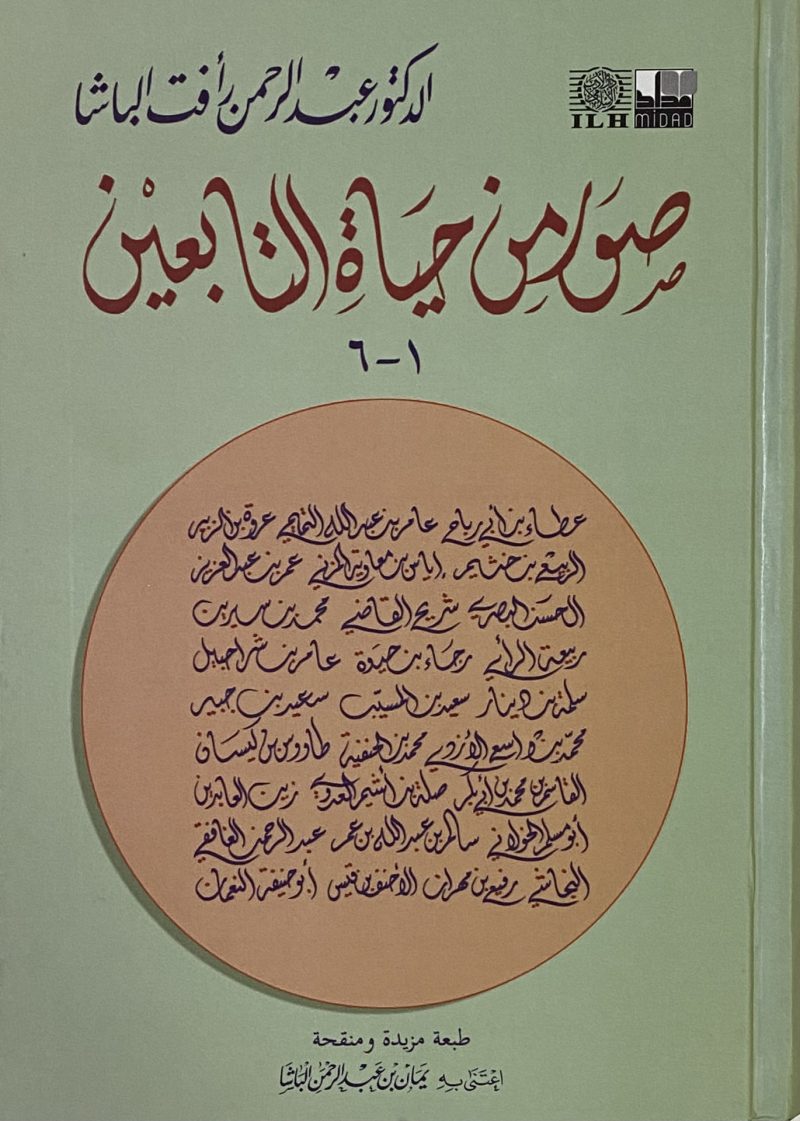 الدكتور عبد الرحمن رأفت الباشا
ILH MiDAD مداد
صور من حياة التابعين
١-٦
عطاء بن أبي رباح عامر بن عبد الله التميمي عروة بن الزبير
الربيع بن خثيم إياس بن معاوية المزني عمر بن عبد العزيز
الحسن البصري شريح القاضي محمد بن سيرين
ربيعة الرأي رجاء بن حيوة عامر بن شراحبيل
سلمة بن دينار سعيد بن المسيب سعيد بن جبير
محمد بن واسع الأزدي محمد بن الحنفية طاووس بن كيسان
القاسم بن محمد بن أبي بكر صلة بن أشيم العدوي زين العابدين
أبو مسلم الخولاني سالم بن عبد الله بن عمر عبد الرحمن الغافقي
النجاشي رفيع بن مهران الأحنف بن قيس أبو حنيفة النعمان
طبعة مزيدة ومنقحة
اعتنى به يمان بن عبد الرحمن الباشا